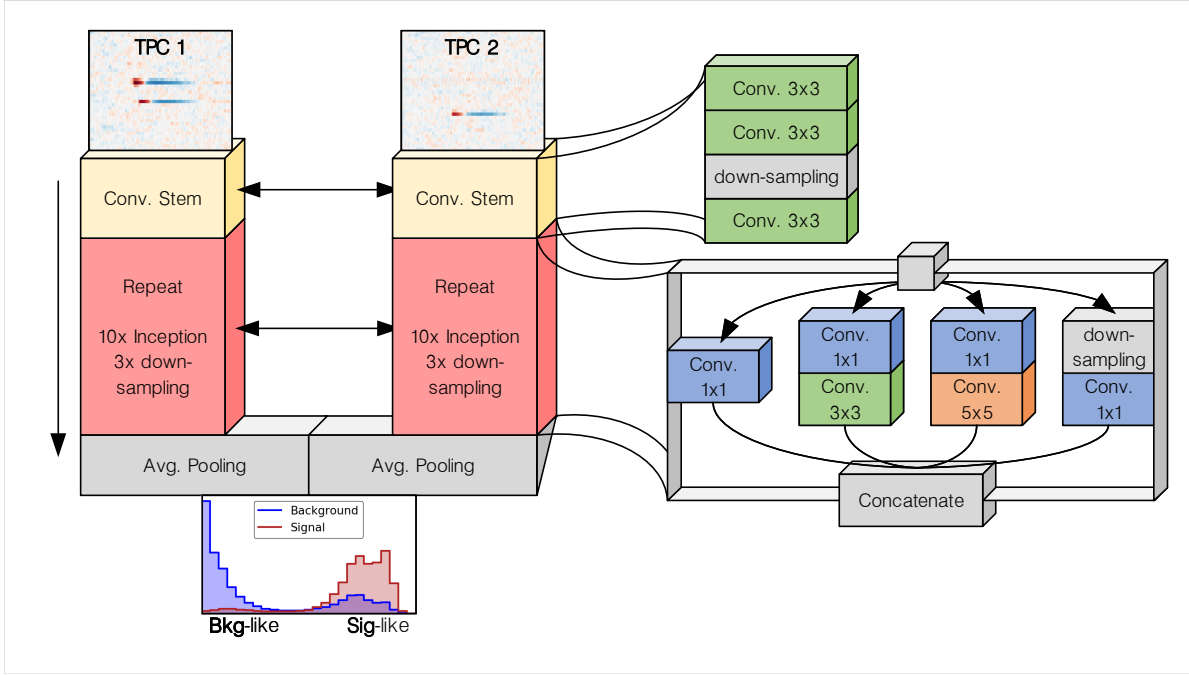 TPC 1
TPC 2
Conv. Stem
Conv. Stem
Repeat
10x Inception
3x down-
sampling
Repeat
10x Inception
3x down-
sampling
Avg. Pooling
Avg. Pooling
Background
Signal
Bkg-like
Sig-like
Conv. 3x3
Conv. 3x3
down-sampling
Conv. 3x3
Conv.
1x1
Conv.
1x1
Conv.
3x3
Conv.
1x1
Conv.
5x5
down-
sampling
Conv.
1x1
Concatenate